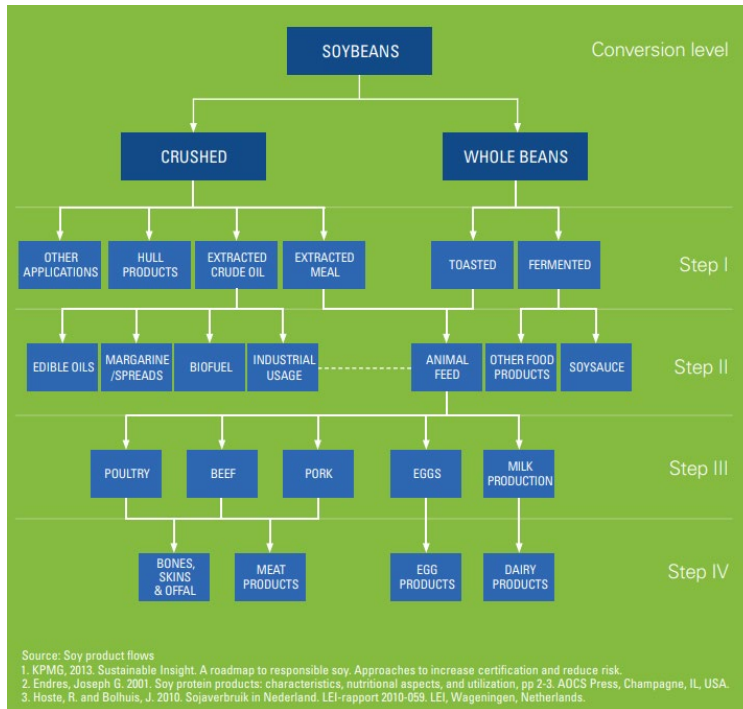 SOYBEANS
Conversion level
CRUSHED
WHOLE BEANS
OTHER
APPLICATIONS
HULL
PRODUCTS
EXTRACTED
CRUDE OIL
EXTRACTED
MEAL
TOASTED
FERMENTED
Step I
EDIBLE OILS
MARGARINE
/SPREADS
BIOFUEL
INDUSTRIAL
USAGE
ANIMAL
FEED
OTHER FOOD
PRODUCTS
SOYSAUCE
Step II
POULTRY
BEEF
PORK
EGGS
MILK
PRODUCTION
Step III
BONES,
SKINS
& OFFAL
MEAT
PRODUCTS
EGG
PRODUCTS
DAIRY
PRODUCTS
Step IV
Source: Soy product flows
1. KPMG, 2013. Sustainable Insight. A roadmap to responsible soy. Approaches to increase certification and reduce risk.
2. Endres, Joseph G. 2001. Soy protein products: characteristics, nutritional aspects, and utilization, pp 2-3. AOCS Press, Champagne, IL, USA.
3. Hoste, R. and Bolhuis, J. 2010. Sojaverbruik in Nederland. LEI-rapport 2010-059. LEI, Wageningen, Netherlands.